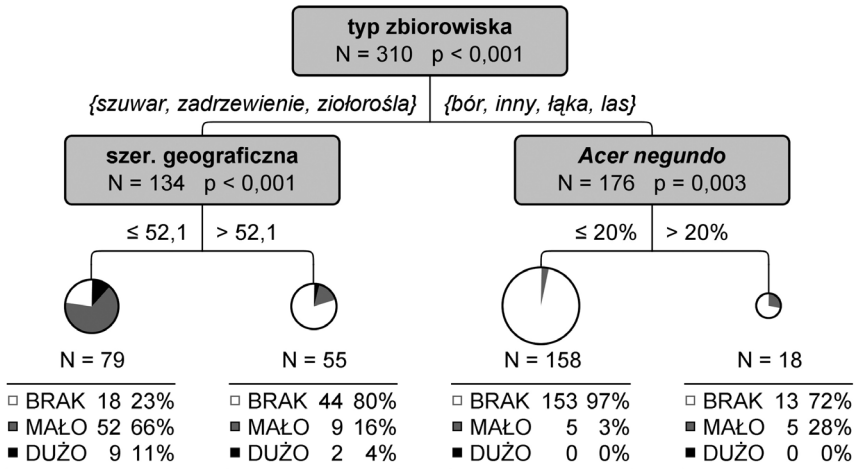 typ zbiorowiska
N = 310 p < 0,001
{szuwar, zadrzewienie, ziołorośla} {bór, inny, łąka, las}
szer. geograficzna
N = 134 p < 0,001
Acer negundo
N = 176 p = 0,003
≤ 52,1 > 52,1
≤ 20% > 20%
N = 79
BRAK 18 23%
MAŁO 52 66%
DUŻO 9 11%
N = 55
BRAK 44 80%
MAŁO 9 16%
DUŻO 2 4%
N = 158
BRAK 153 97%
MAŁO 5 3%
DUŻO 0 0%
N = 18
BRAK 13 72%
MAŁO 5 28%
DUŻO 0 0%